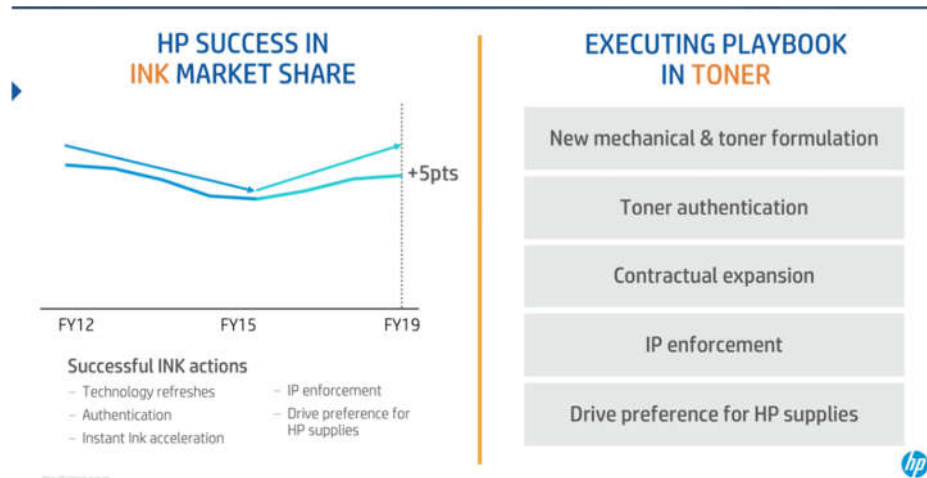 HP SUCCESS IN
INK MARKET SHARE
+5pts
FY12 FY15 FY19
Successful INK actions
– Technology refreshes
– Authentication
– Instant Ink acceleration
– IP enforcement
– Drive preference for
HP supplies
EXECUTING PLAYBOOK
IN TONER
New mechanical & toner formulation
Toner authentication
Contractual expansion
IP enforcement
Drive preference for HP supplies
hp